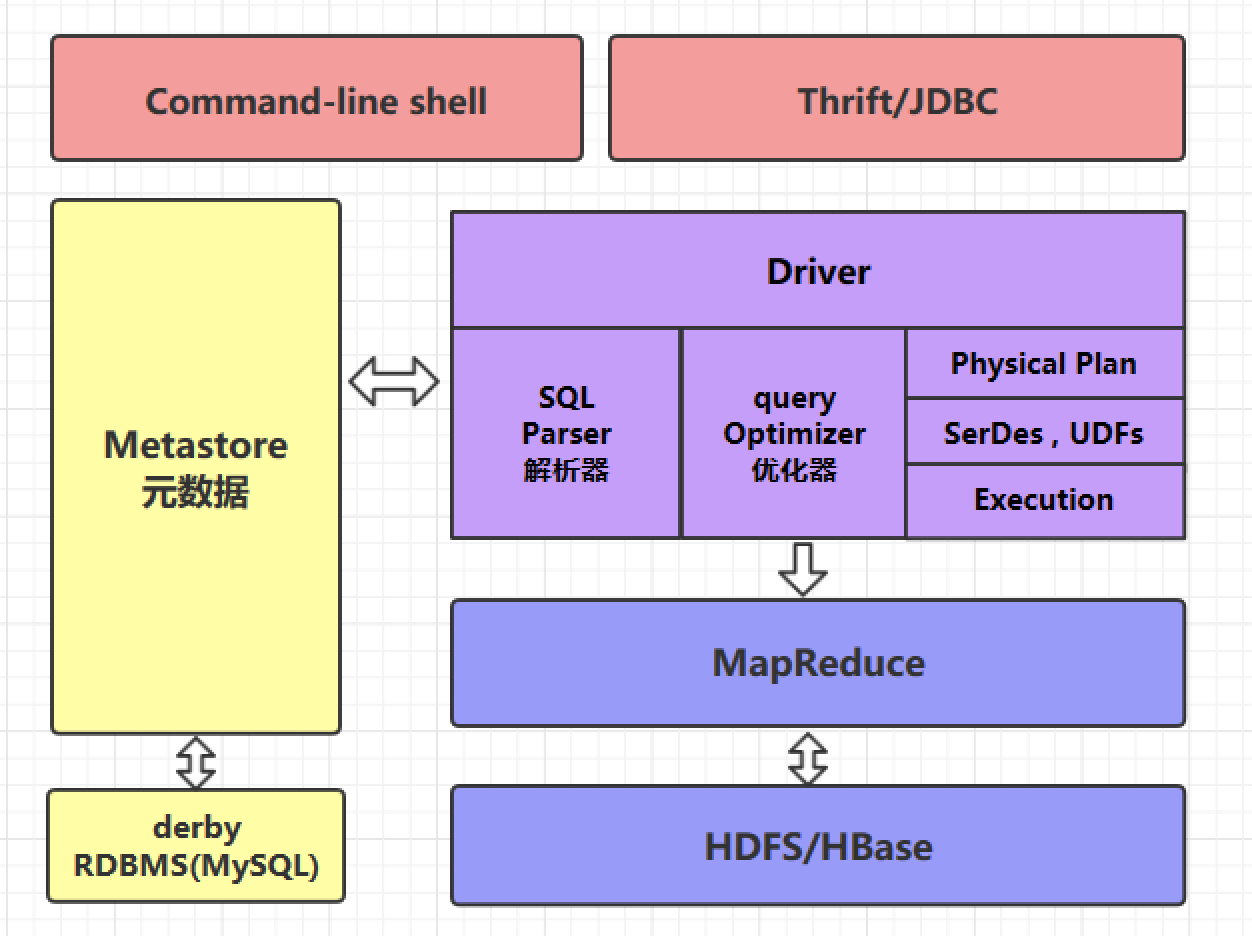 Command-line shell
Thrift/JDBC
Metastore
元数据
Driver
SQL
Parser
解析器
query
Optimizer
优化器
Physical Plan
SerDes , UDFs
Execution
MapReduce
derby
RDBMS(MySQL)
HDFS/HBase